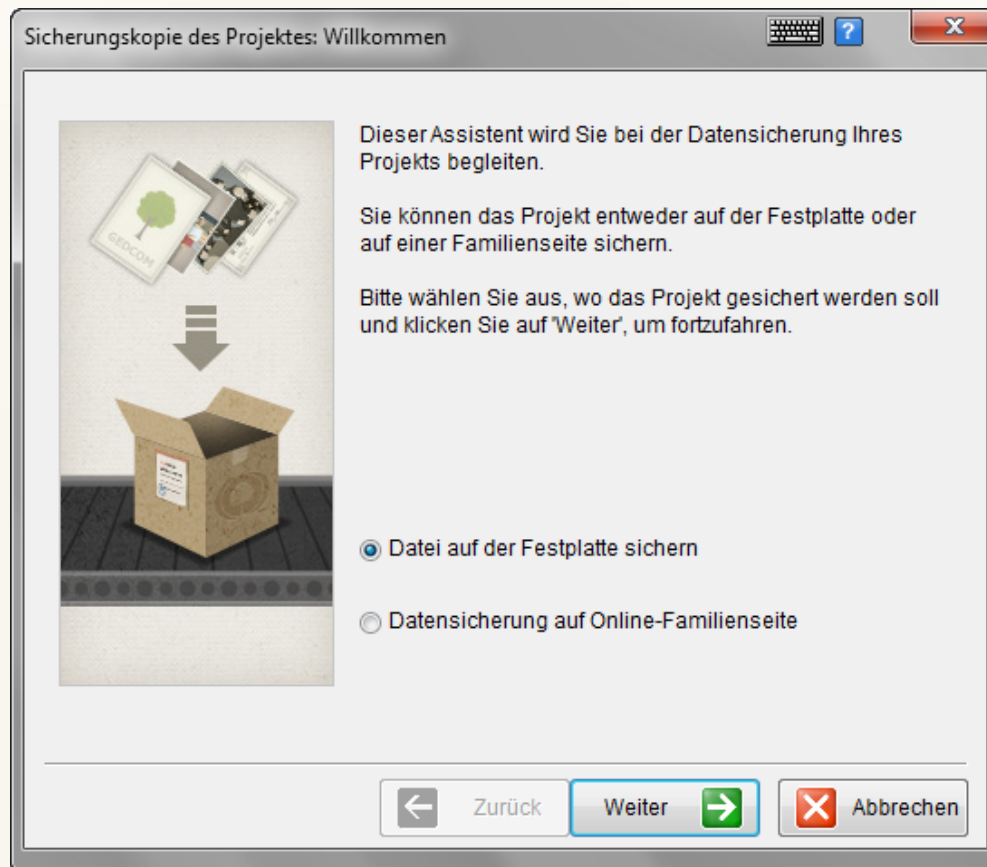 Sicherungskopie des Projektes: Willkommen
?
Dieser Assistent wird Sie bei der Datensicherung Ihres
Projekts begleiten.
Sie können das Projekt entweder auf der Festplatte oder
auf einer Familienseite sichern.
Bitte wählen Sie aus, wo das Projekt gesichert werden soll
und klicken Sie auf 'Weiter', um fortzufahren.
GEDCOM
Datei auf der Festplatte sichern
Datensicherung auf Online-Familienseite
Zurück
Weiter
Abbrechen